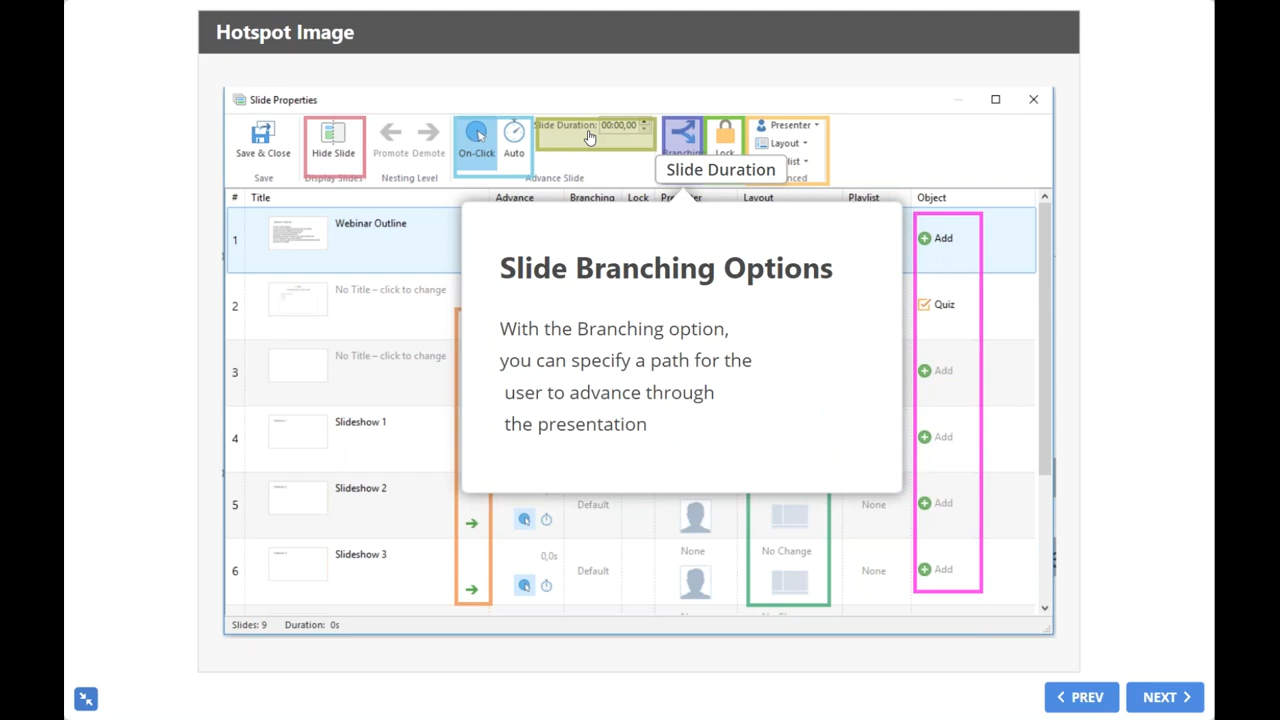 Hotspot Image
Slide Properties
Save & Close
Hide Slide
Promote Demote
On-Click
Auto
Slide Duration: 00:00,00
Branching
Lock
Presenter
Layout
Save
Display Slides
Nesting Level
Advance Slide
Slide Duration
# Title Advance Branching Lock Layout Playlist Object
1 Webinar Outline Add
2 No Title – click to change Quiz
3 No Title – click to change Add
4 Slideshow 1 Add
5 Slideshow 2 Default None Add
None No Change
6 Slideshow 3 0,0s Default None Add
Slide Branching Options
With the Branching option,
you can specify a path for the
user to advance through
the presentation
Slides: 9 Duration: 0s
PREV
NEXT